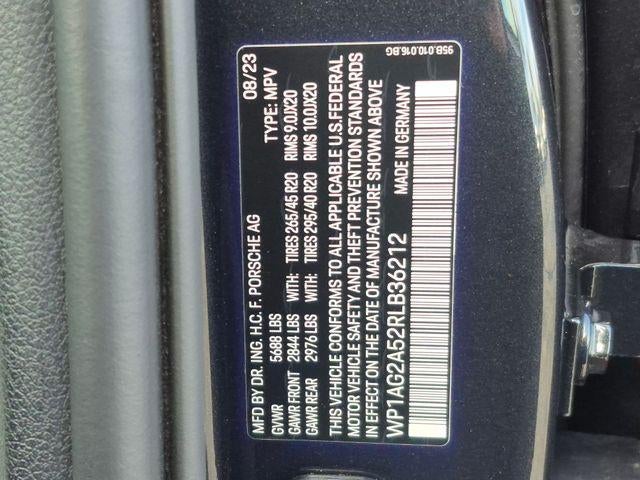 MFD BY DR. ING. H.C. F. PORSCHE AG 08/23
GVWR 5688 LBS TYPE: MPV
GAWR FRONT 2844 LBS WITH: TIRES 265/45 R20 RIMS 9.0JX20
GAWR REAR 2976 LBS WITH: TIRES 295/40 R20 RIMS 10.0JX20
THIS VEHICLE CONFORMS TO ALL APPLICABLE U.S.FEDERAL
MOTOR VEHICLE SAFETY AND THEFT PREVENTION STANDARDS
IN EFFECT ON THE DATE OF MANUFACTURE SHOWN ABOVE
WP1AG2A52RLB36212 MADE IN GERMANY
95B.010.016.BG